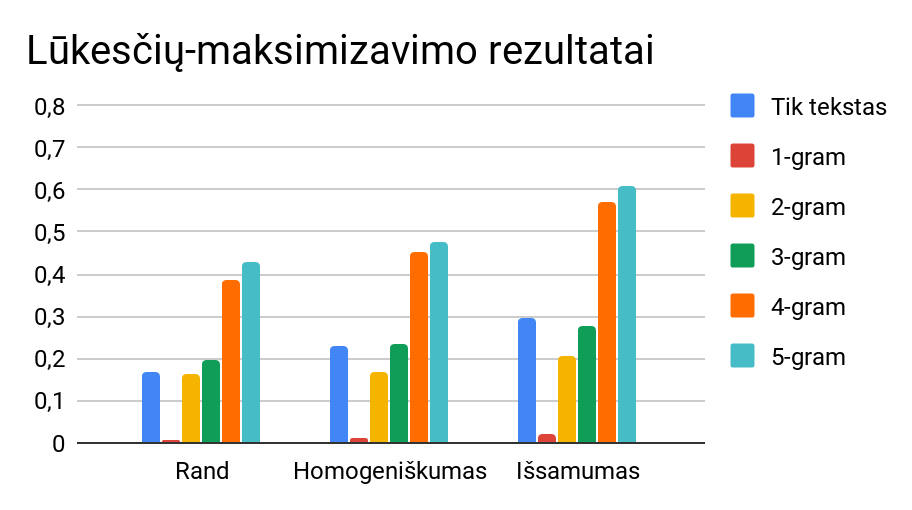 Lūkesčių-maksimizavimo rezultatai
0,8
0,7
0,6
0,5
0,4
0,3
0,2
0,1
0
Rand
Homogeniškumas
Išsamumas
Tik tekstas
1-gram
2-gram
3-gram
4-gram
5-gram